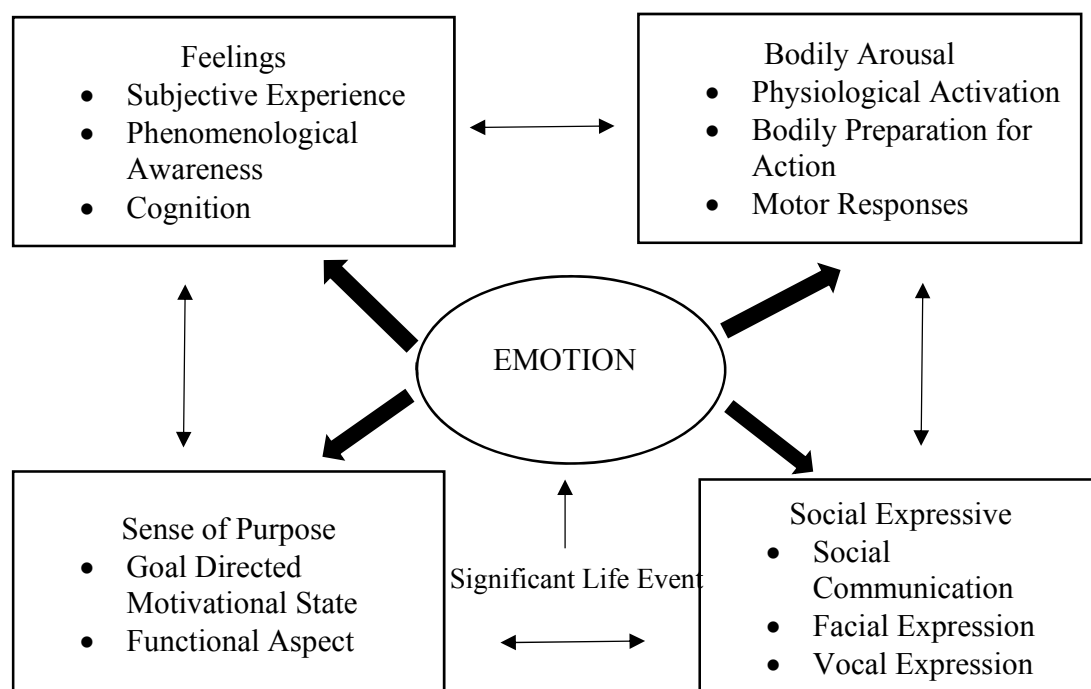 Feelings
• Subjective Experience
• Phenomenological
Awareness
• Cognition
Bodily Arousal
• Physiological Activation
• Bodily Preparation for
Action
• Motor Responses
EMOTION
Sense of Purpose
• Goal Directed
Motivational State
• Functional Aspect
Significant Life Event
Social Expressive
• Social
Communication
• Facial Expression
• Vocal Expression